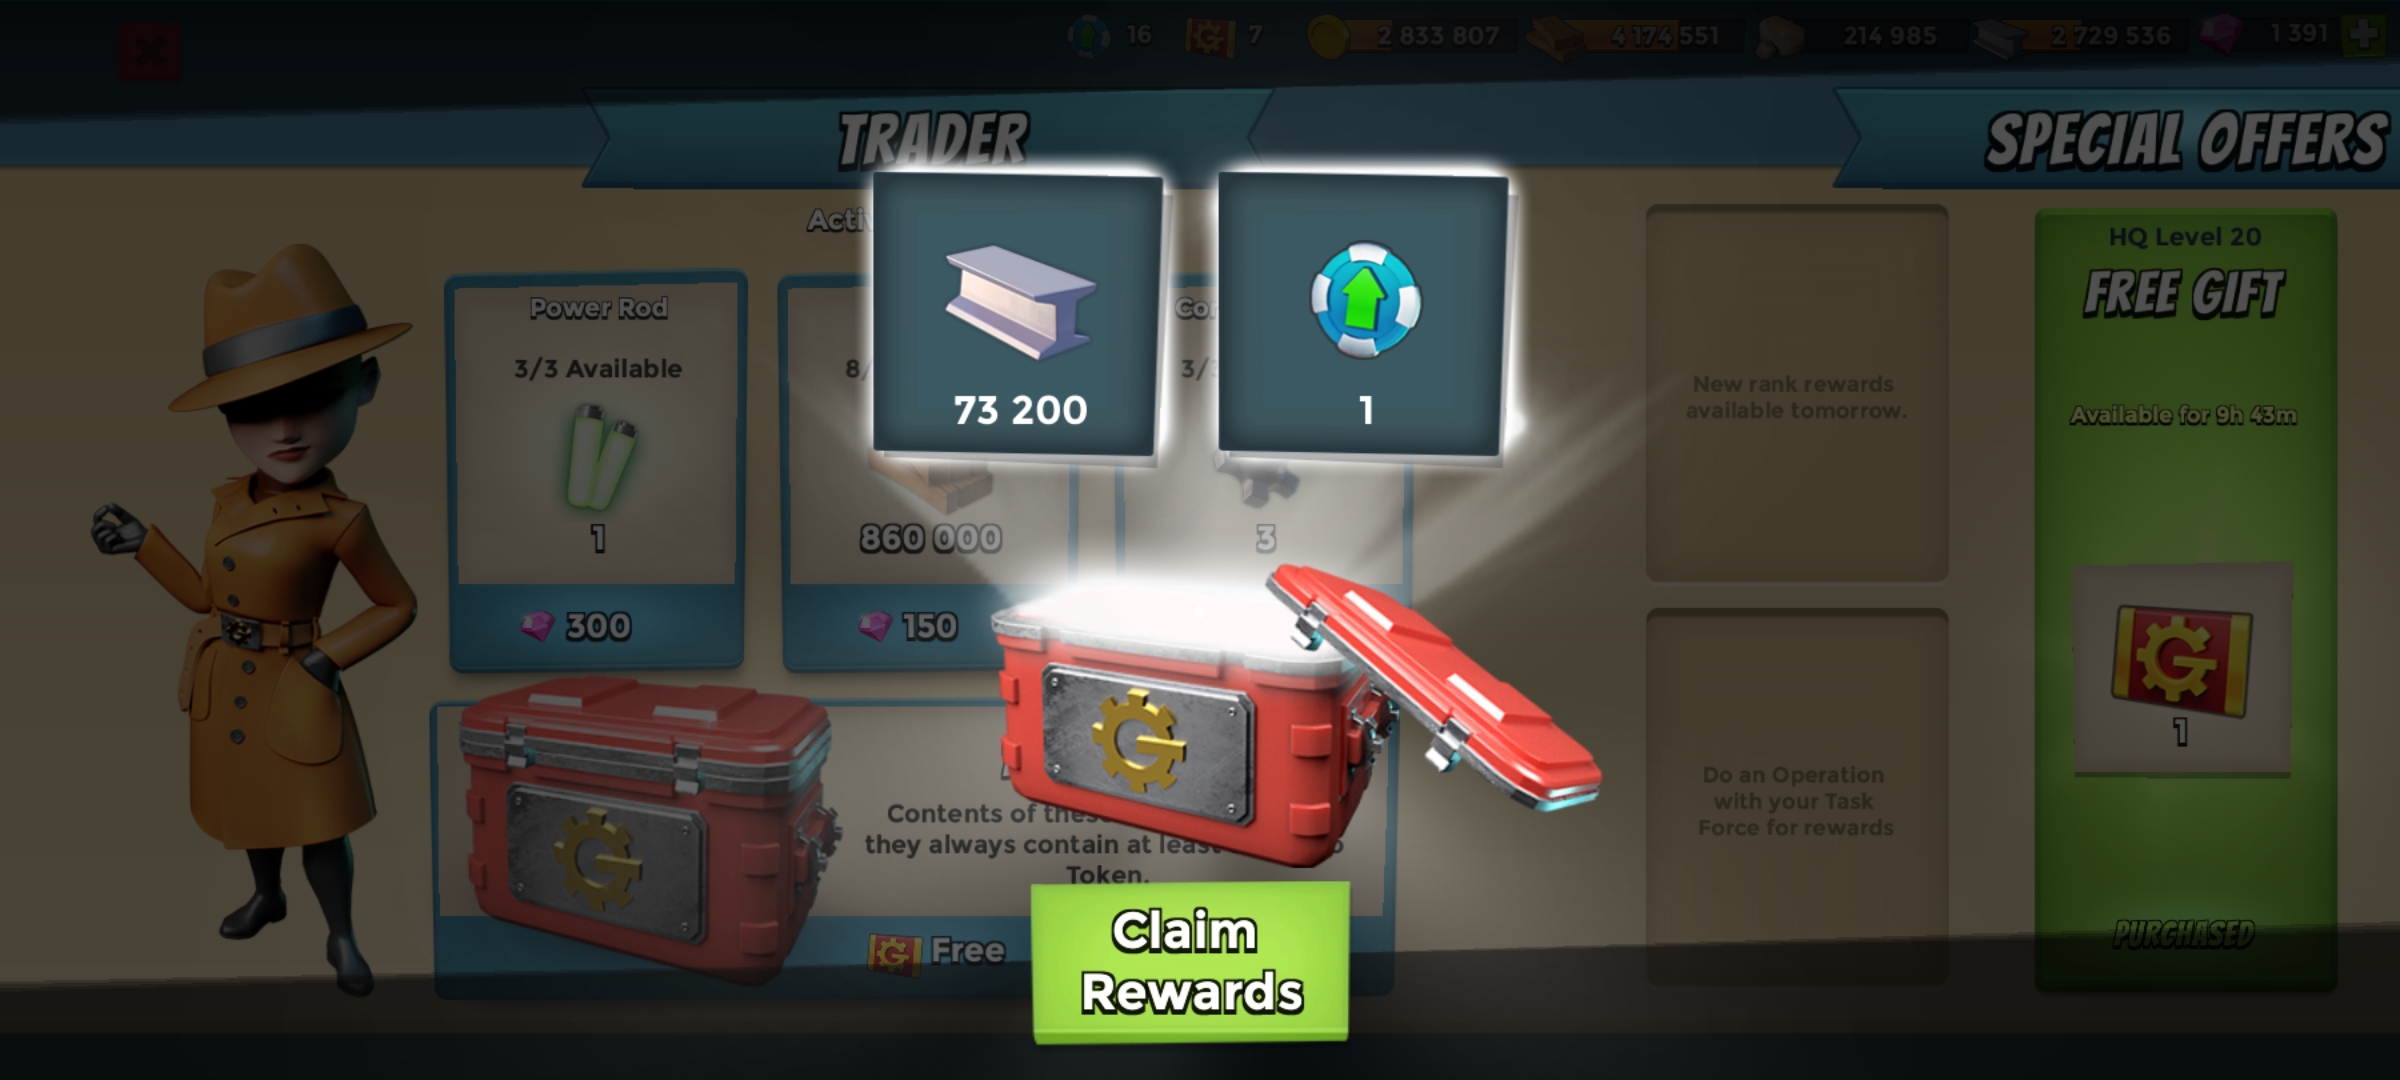 16
7
2 833 807
4 174 551
214 985
2 729 536
1 391
TRADER
SPECIAL OFFERS
Power Rod
3/3 Available
1
300
8/
860 000
150
3/
3
73 200
1
New rank rewards
available tomorrow.
Do an Operation
with your Task
Force for rewards
HQ Level 20
FREE GIFT
Available for 9h 43m
1
PURCHASED
Contents of these
they always contain at least
Token.
Free
Claim
Rewards